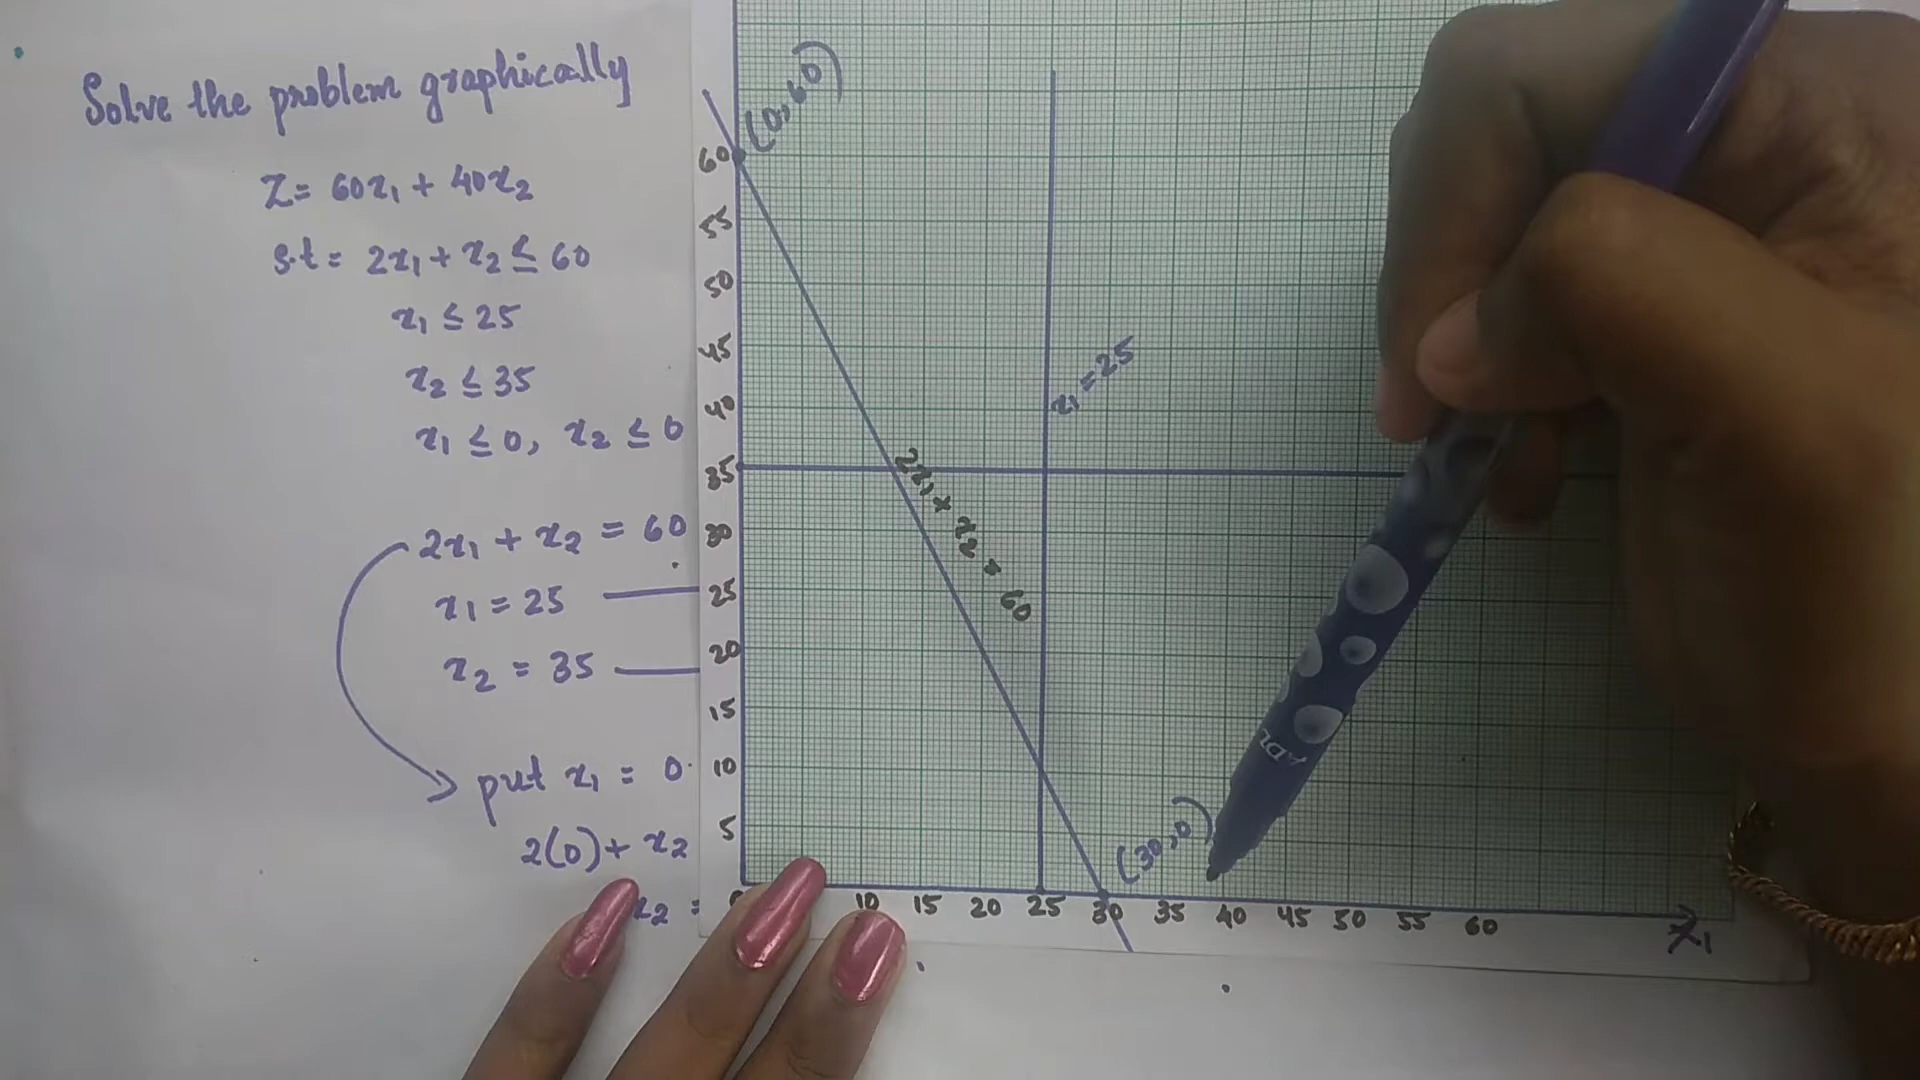 Solve the problem graphically
Z = 60x₁ + 40x₂
s.t = 2x₁ + x₂ ≤ 60
x₁ ≤ 25
x₂ ≤ 35
x₁ ≤ 0, x₂ ≤ 0
2x₁ + x₂ = 60
x₁ = 25
x₂ = 35
put x₁ = 0
2(0) + x₂
x₂ =
(0,60)
60
55
50
45
40
35
30
25
20
15
10
5
x₁ = 25
2x₁ + x₂ = 60
(30,0)
10 15 20 25 30 35 40 45 50 55 60
x₁